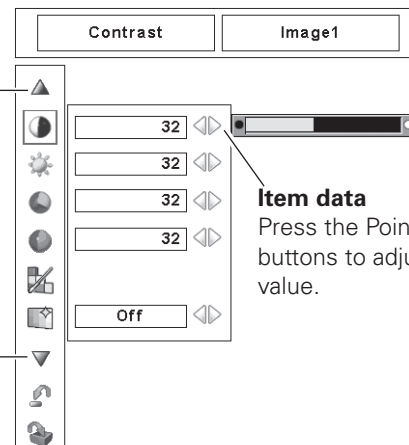 Contrast Image1
32
32
32
32
Off
Item data
Press the Poin
buttons to adju
value.